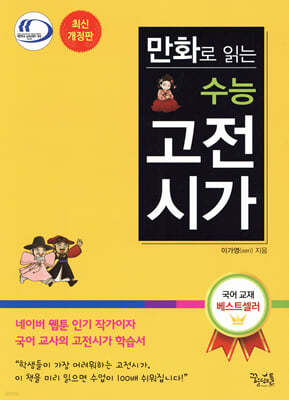 최신
개정판
만화로 읽는
수능
고전
시가
이가영(seri) 지음
국어 교재
베스트셀러
네이버 웹툰 인기 작가이자
국어 교사의 고전시가 학습서
"학생들이 가장 어려워하는 고전시가,
이 책을 미리 읽으면 수업이 100배 쉬워집니다!"
꿈결